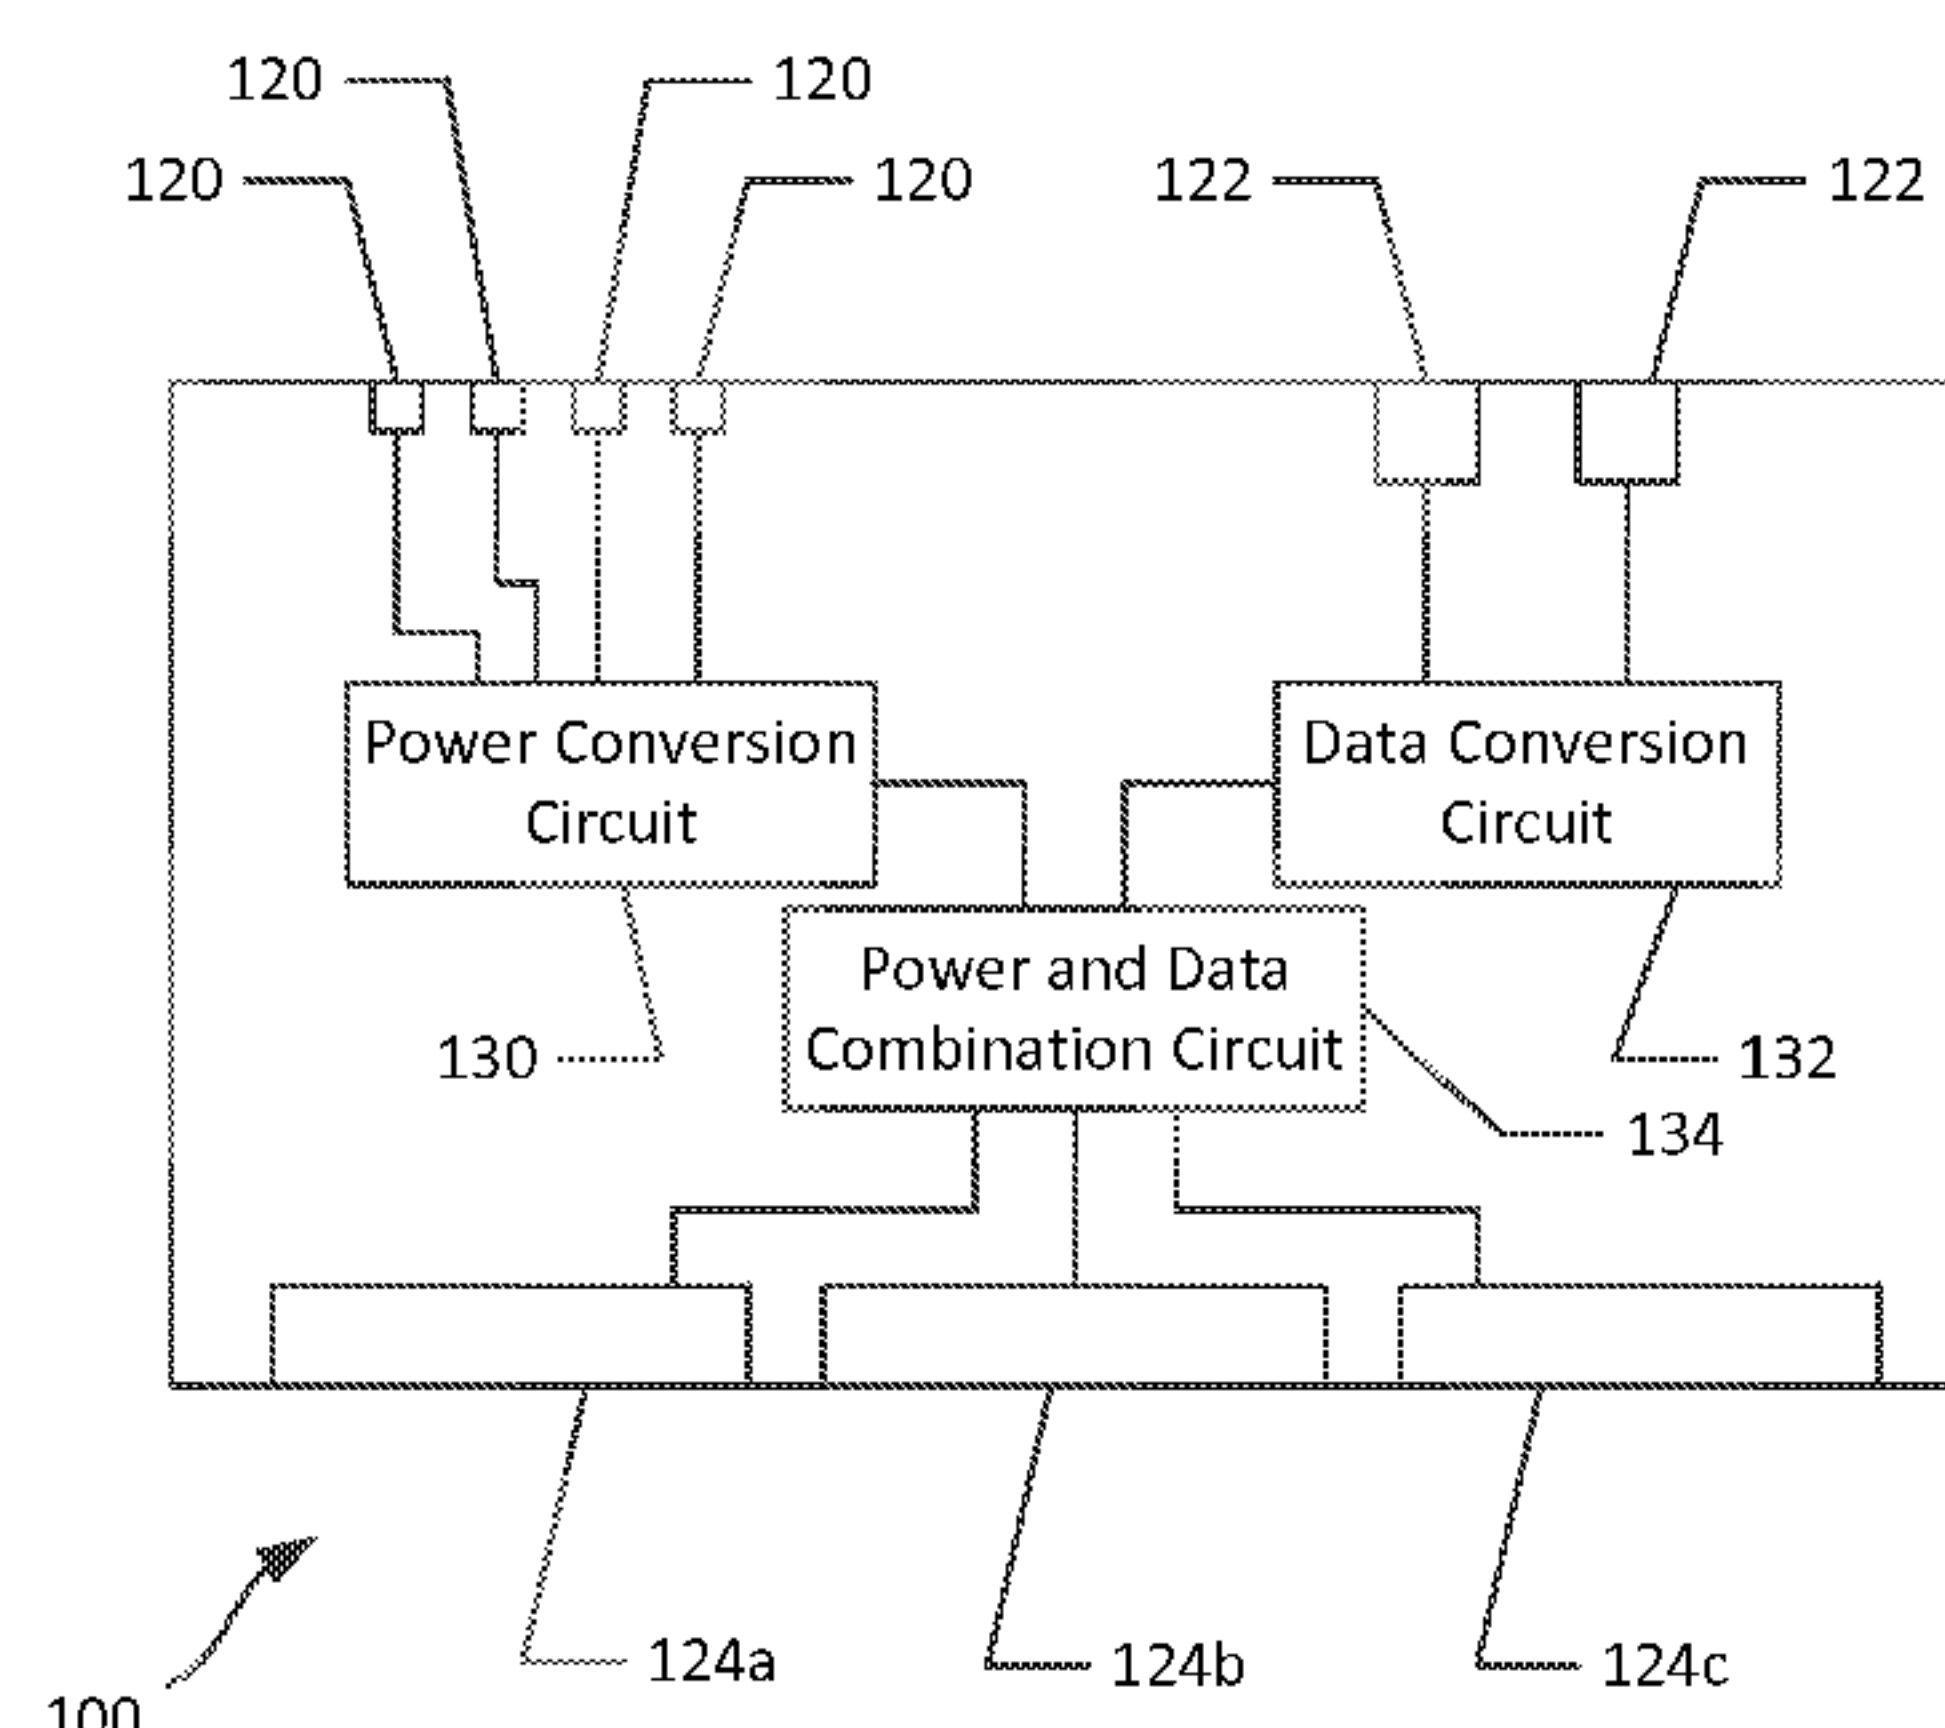 120
120
120
120
122
122
Power Conversion
Circuit
Data Conversion
Circuit
Power and Data
Combination Circuit
130
132
134
124a
124b
124c
100